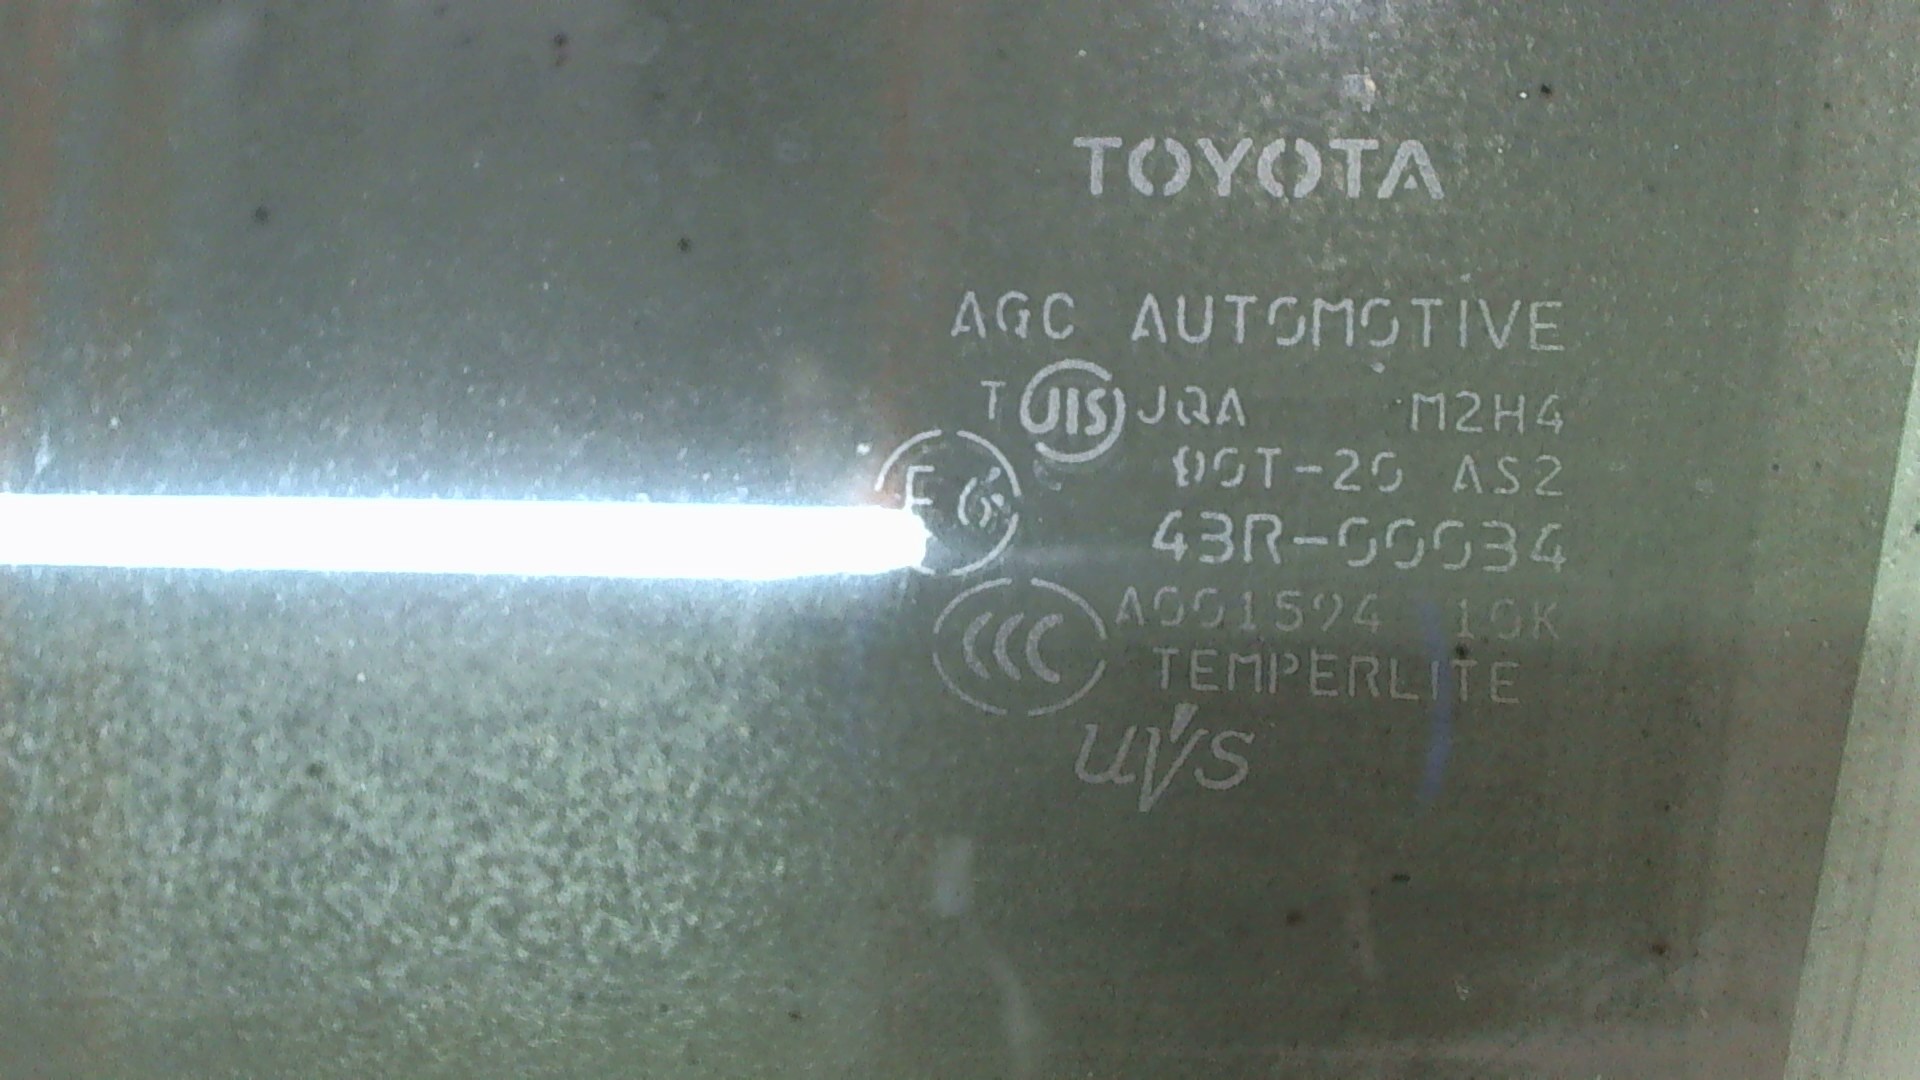 TOYOTA
AGC AUTOMOTIVE
T JIS JQA M2H4
E6 DOT-20 AS2
43R-00034
CCC A001594 10K
TEMPERLITE
UVS